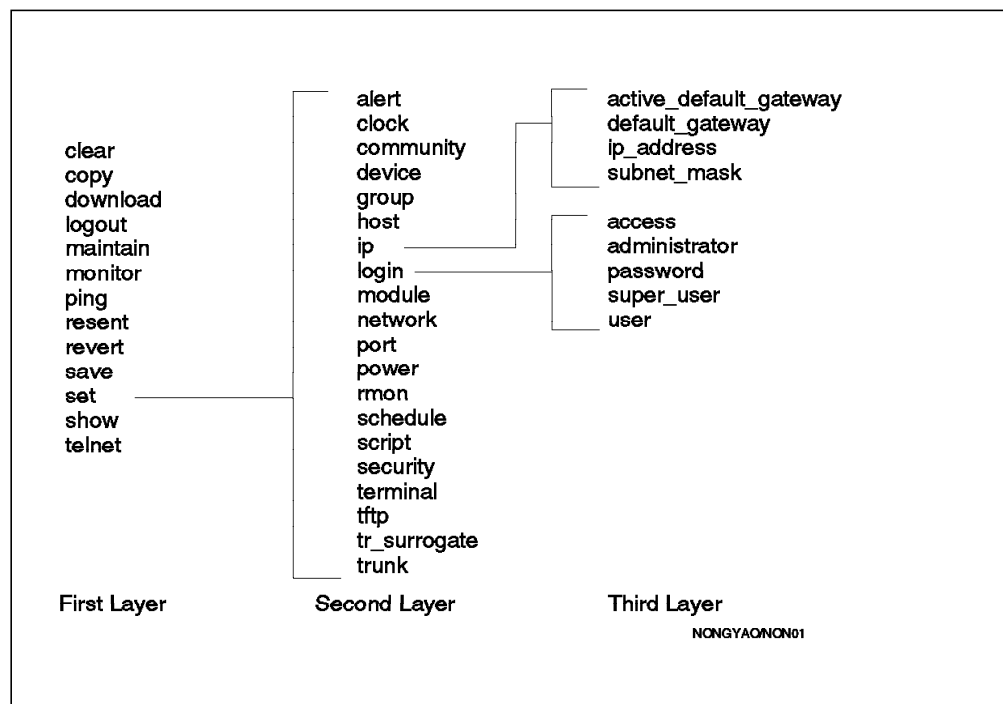 clear
copy
download
logout
maintain
monitor
ping
resent
revert
save
set
show
telnet
First Layer
alert
clock
community
device
group
host
ip
login
module
network
port
power
rmon
schedule
script
security
terminal
tftp
tr_surrogate
trunk
Second Layer
active_default_gateway
default_gateway
ip_address
subnet_mask
access
administrator
password
super_user
user
Third Layer
NONGYAO/NON01